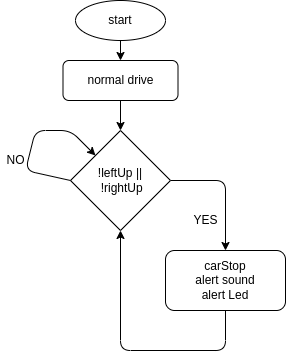 start
normal drive
!leftUp ||
!rightUp
NO
YES
carStop
alert sound
alert Led